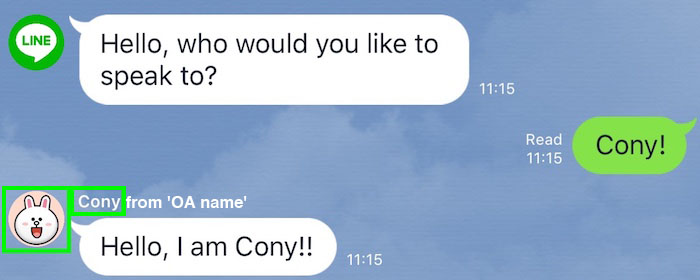 LINE
Hello, who would you like to
speak to?
11:15
Read
11:15
Cony!
Cony from 'OA name'
Hello, I am Cony!!
11:15